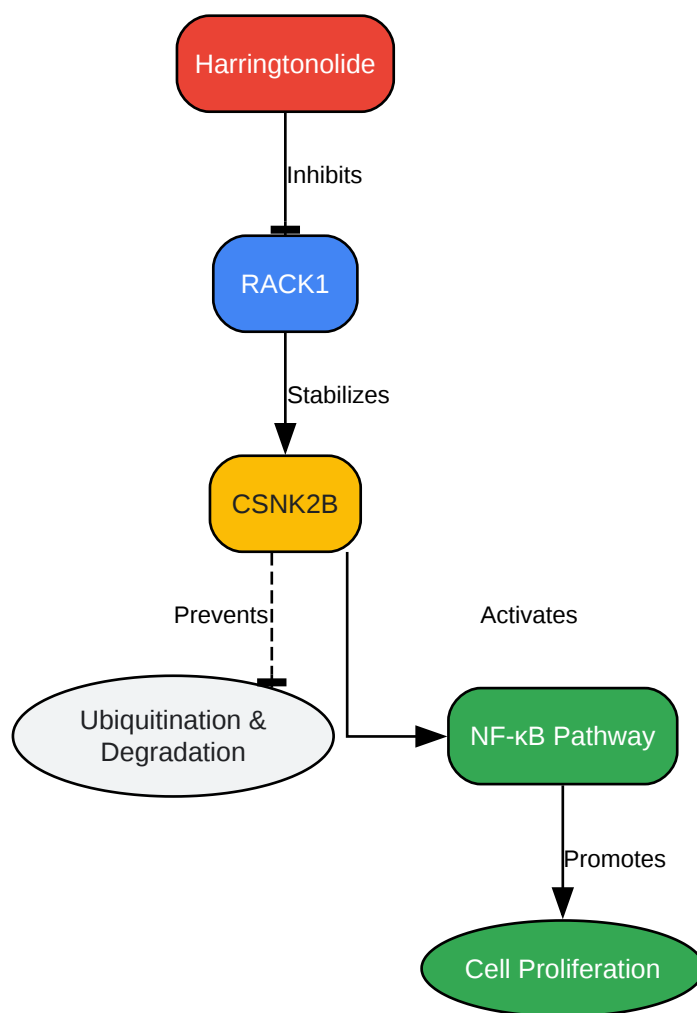 Harringtonolide
Inhibits
RACK1
Stabilizes
CSNK2B
Prevents
Activates
Ubiquitination &
Degradation
NF-κB Pathway
Promotes
Cell Proliferation